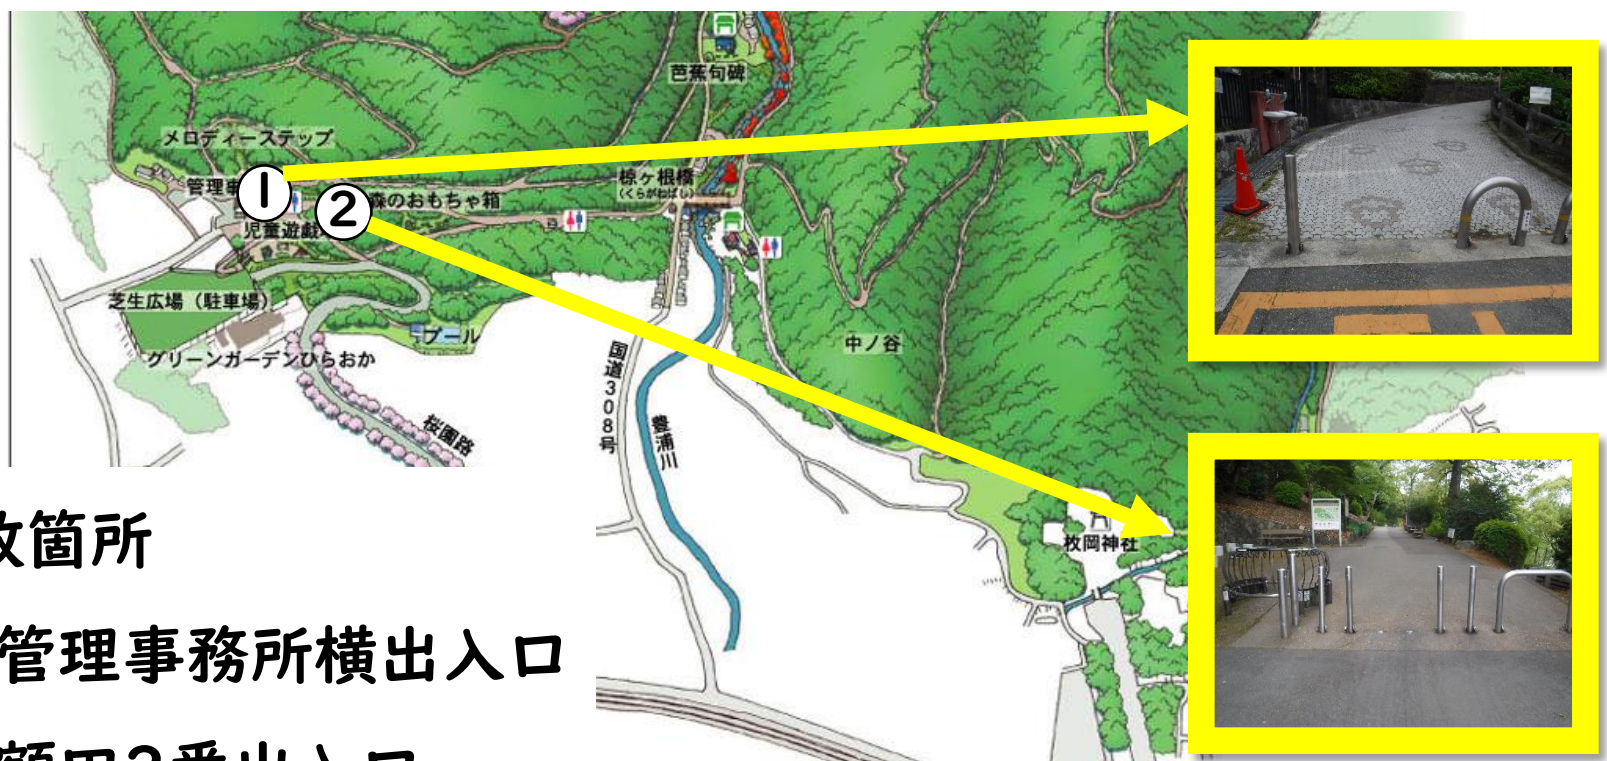 芭蕉句碑
メロディーステップ
管理事
①
②
森のおもちゃ箱
児童遊戯
椋ヶ根橋
(くらがねばし)
芝生広場（駐車場）
プール
グリーンガーデンひらおか
桜園路
国道308号
豊浦川
中ノ谷
枚岡神社
箇所
管理事務所横出入口